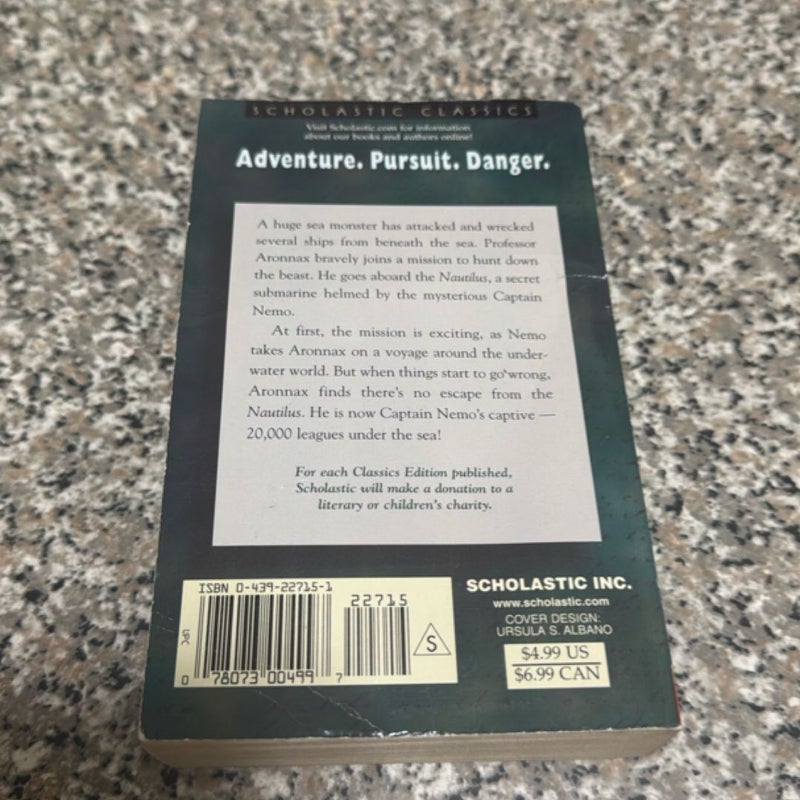 SCHOLASTIC CLASSICS
Visit Scholastic.com for information
about our books and authors online!
Adventure. Pursuit. Danger.
A huge sea monster has attacked and wrecked
several ships from beneath the sea. Professor
Aronnax bravely joins a mission to hunt down
the beast. He goes aboard the Nautilus, a secret
submarine helmed by the mysterious Captain
Nemo.
At first, the mission is exciting, as Nemo
takes Aronnax on a voyage around the under-
water world. But when things start to go wrong,
Aronnax finds there's no escape from the
Nautilus. He is now Captain Nemo's captive —
20,000 leagues under the sea!
For each Classics Edition published,
Scholastic will make a donation to a
literary or children's charity.
ISBN 0-439-22715-1
22715
UPC
S
0 78073 00499 7
SCHOLASTIC INC.
www.scholastic.com
COVER DESIGN:
URSULA S. ALBANO
$4.99 US
$6.99 CAN